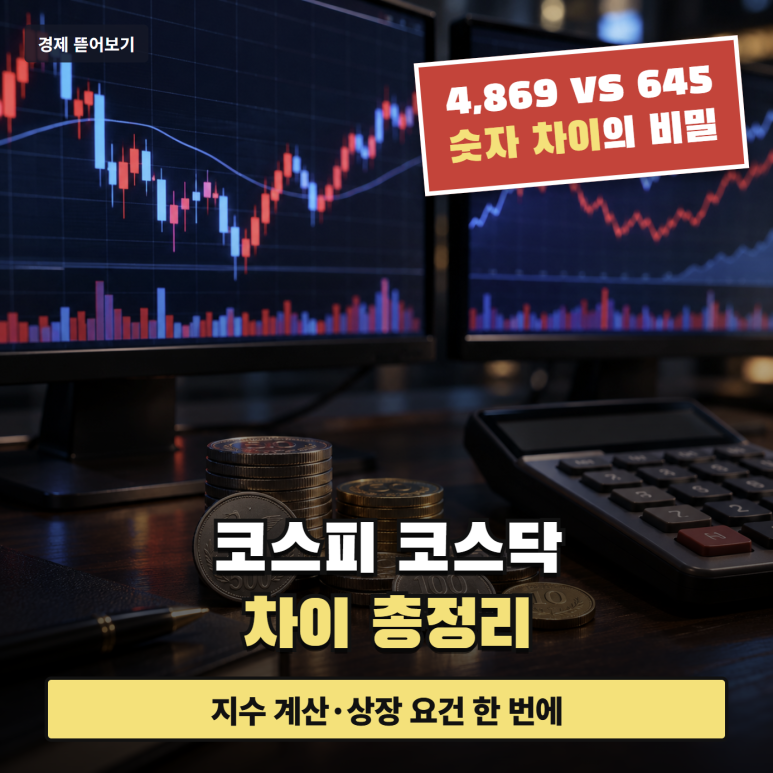 경제 뜯어보기
4,869 VS 645
숫자 차이의 비밀
코스피 코스닥
차이 총정리
지수 계산·상장 요건 한 번에